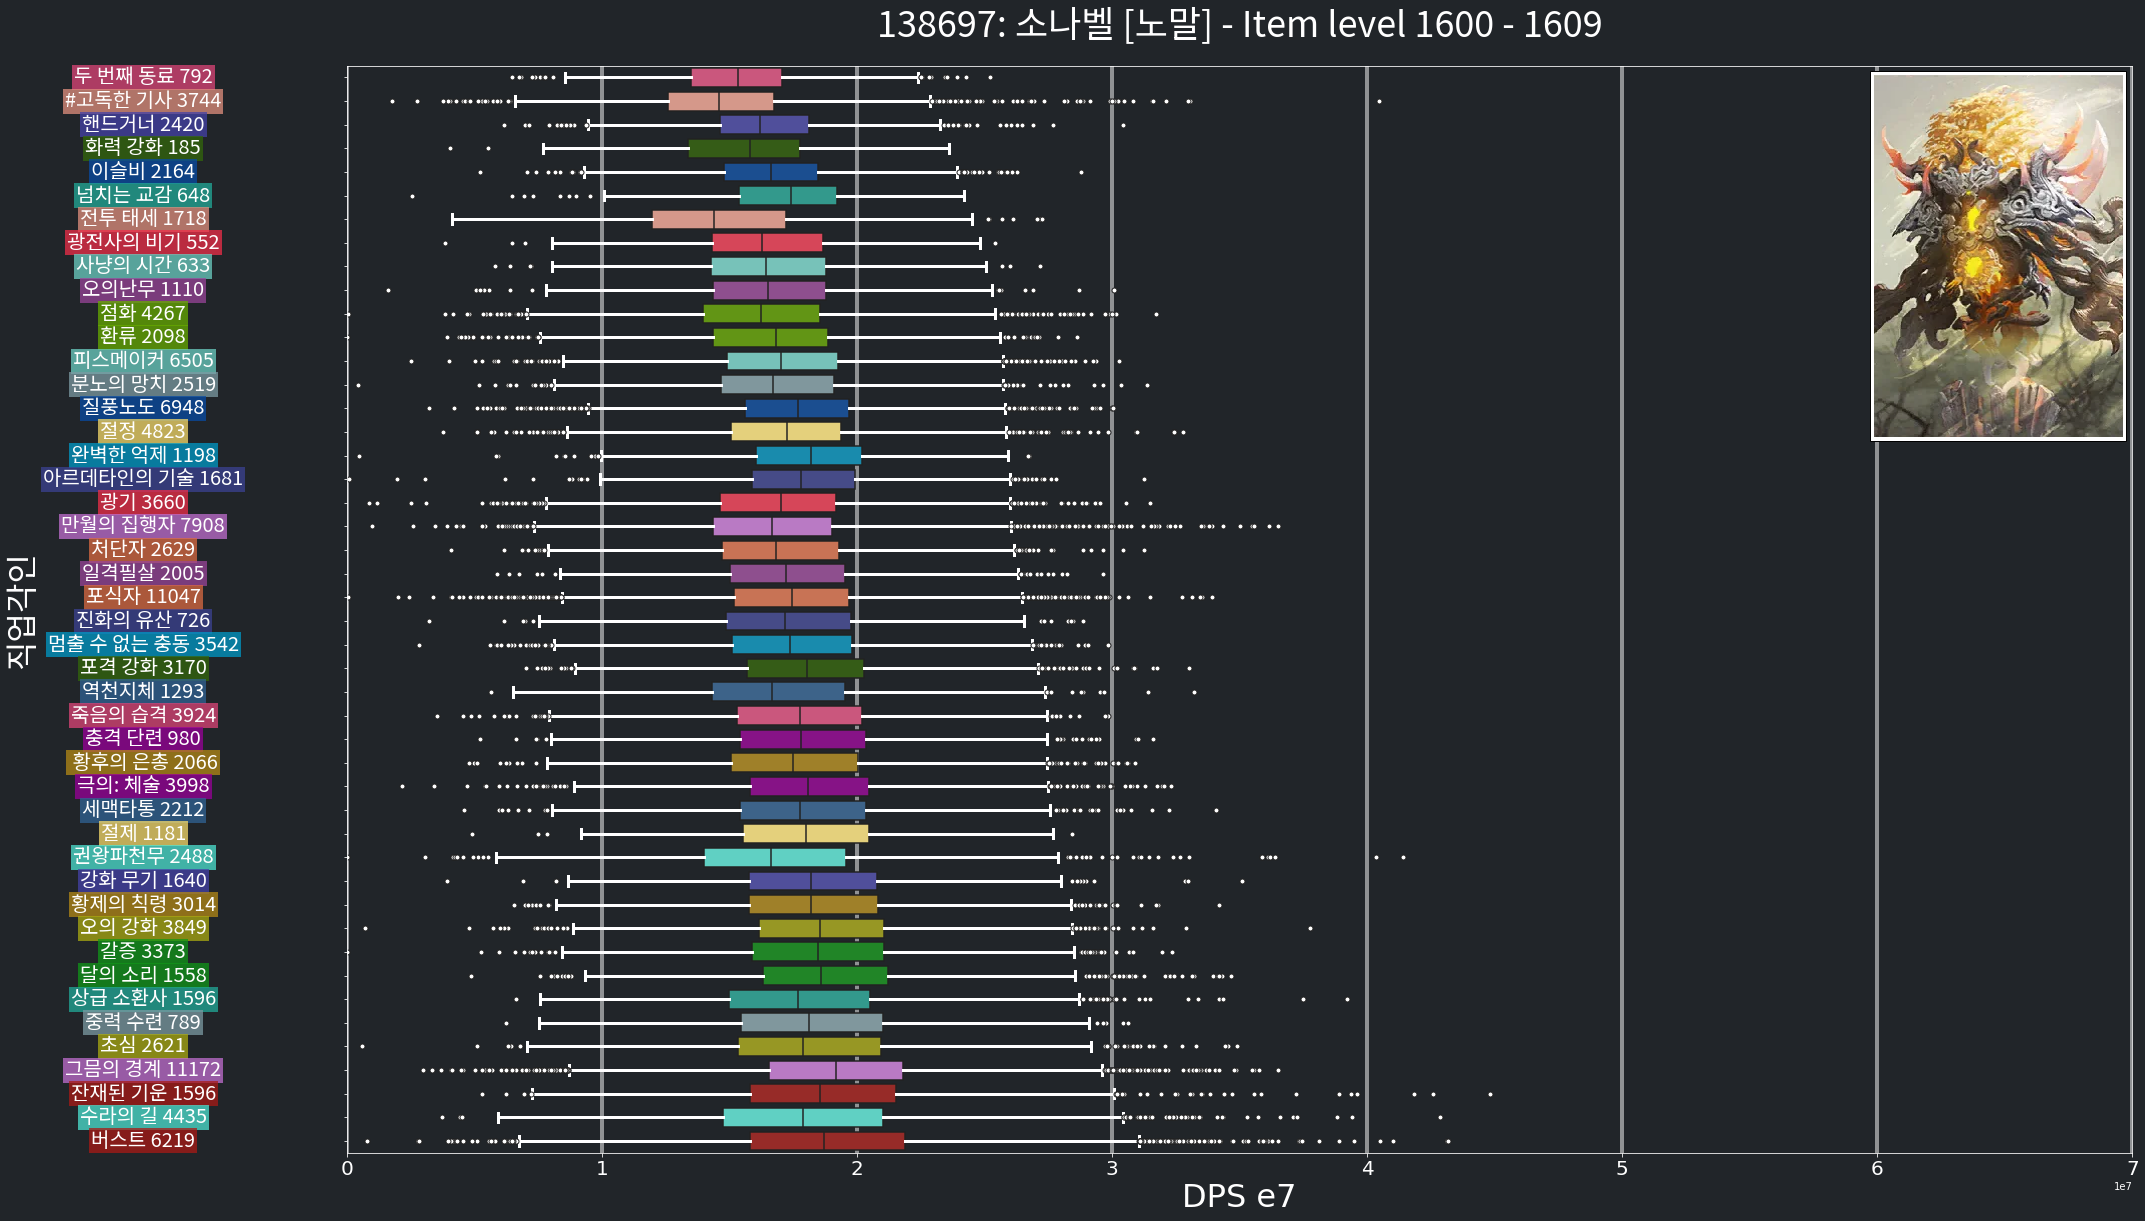 138697: 소나벨 [노말] - Item level 1600 - 1609
직업각인
두 번째 동료 792
#고독한 기사 3744
핸드거너 2420
화력 강화 185
이슬비 2164
넘치는 교감 648
전투 태세 1718
광전사의 비기 552
사냥의 시간 633
오의난무 1110
점화 4267
환류 2098
피스메이커 6505
분노의 망치 2519
질풍노도 6948
절정 4823
완벽한 억제 1198
아르데타인의 기술 1681
광기 3660
만월의 집행자 7908
처단자 2629
일격필살 2005
포식자 11047
진화의 유산 726
멈출 수 없는 충동 3542
포격 강화 3170
역천지체 1293
죽음의 습격 3924
충격 단련 980
황후의 은총 2066
극의: 체술 3998
세맥타통 2212
절제 1181
권왕파천무 2488
강화 무기 1640
황제의 칙령 3014
오의 강화 3849
갈증 3373
달의 소리 1558
상급 소환사 1596
중력 수련 789
초심 2621
그믐의 경계 11172
잔재된 기운 1596
수라의 길 4435
버스트 6219
0 1 2 3 4 5 6 7
1e7
DPS e7